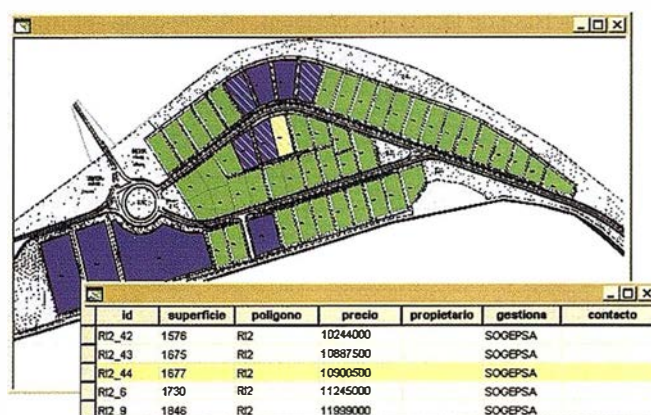 id superficie poligono precio propietario gestiona contacto
RI2_42 1576 RI2 10244000 SOGEPSA
RI2_43 1675 RI2 10887500 SOGEPSA
RI2_44 1677 RI2 10900500 SOGEPSA
RI2_6 1730 RI2 11245000 SOGEPSA
RI2_9 1846 RI2 11999000 SOGEPSA